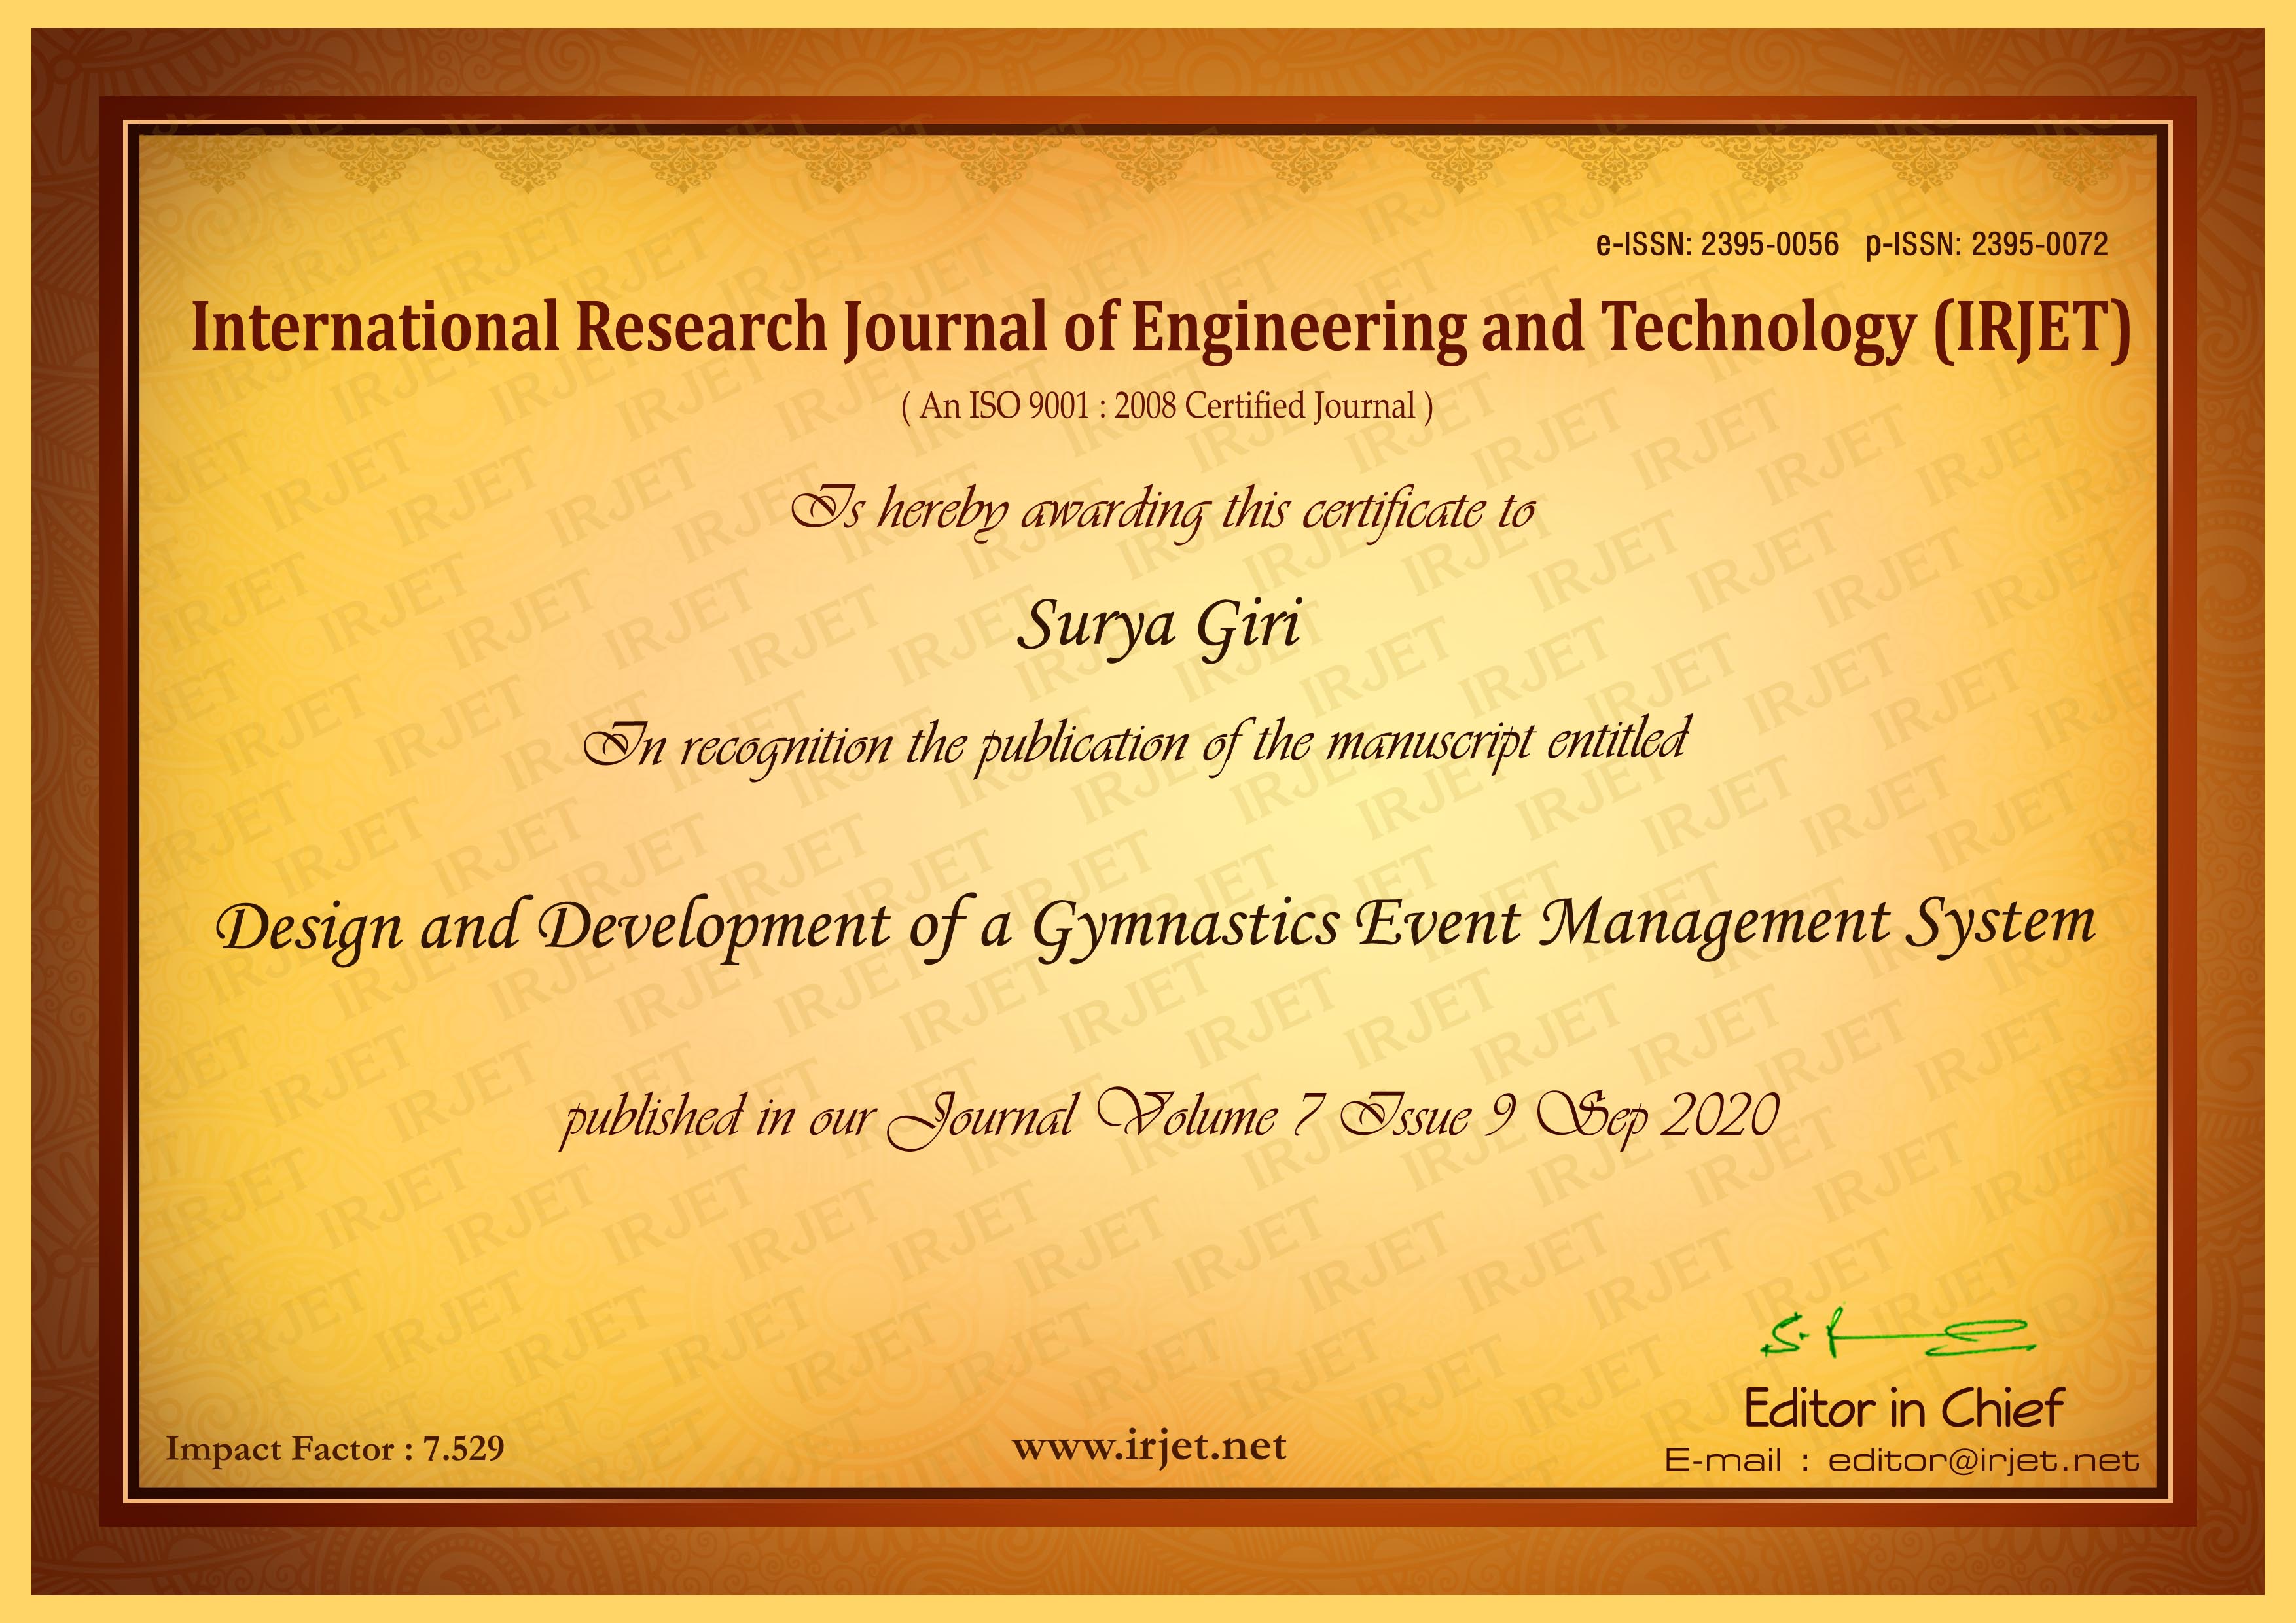 e-ISSN: 2395-0056 p-ISSN: 2395-0072
International Research Journal of Engineering and Technology (IRJET)
( An ISO 9001 : 2008 Certified Journal )
Is hereby awarding this certificate to
Surya Giri
In recognition the publication of the manuscript entitled
Design and Development of a Gymnastics Event Management System
published in our Journal Volume 7 Issue 9 Sep 2020
Editor in Chief
Impact Factor : 7.529
www.irjet.net
E-mail : editor@irjet.net